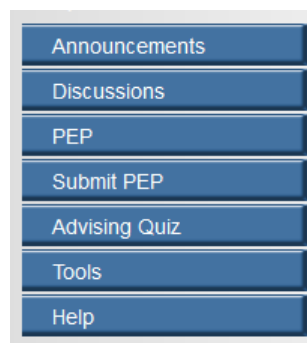 Announcements
Discussions
PEP
Submit PEP
Advising Quiz
Tools
Help